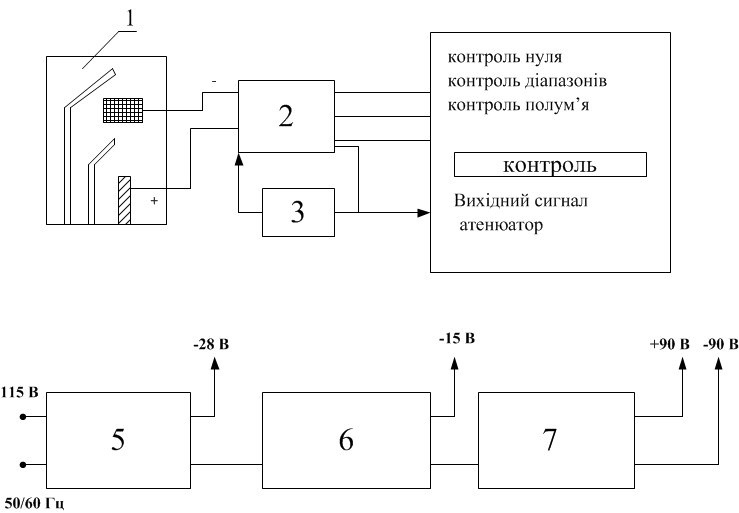 1
-
+
2
3
контроль нуля
контроль діапазонів
контроль полум’я
контроль
Вихідний сигнал
атенюатор
-28 В
-15 В
+90 В -90 В
115 В
5
6
7
50/60 Гц